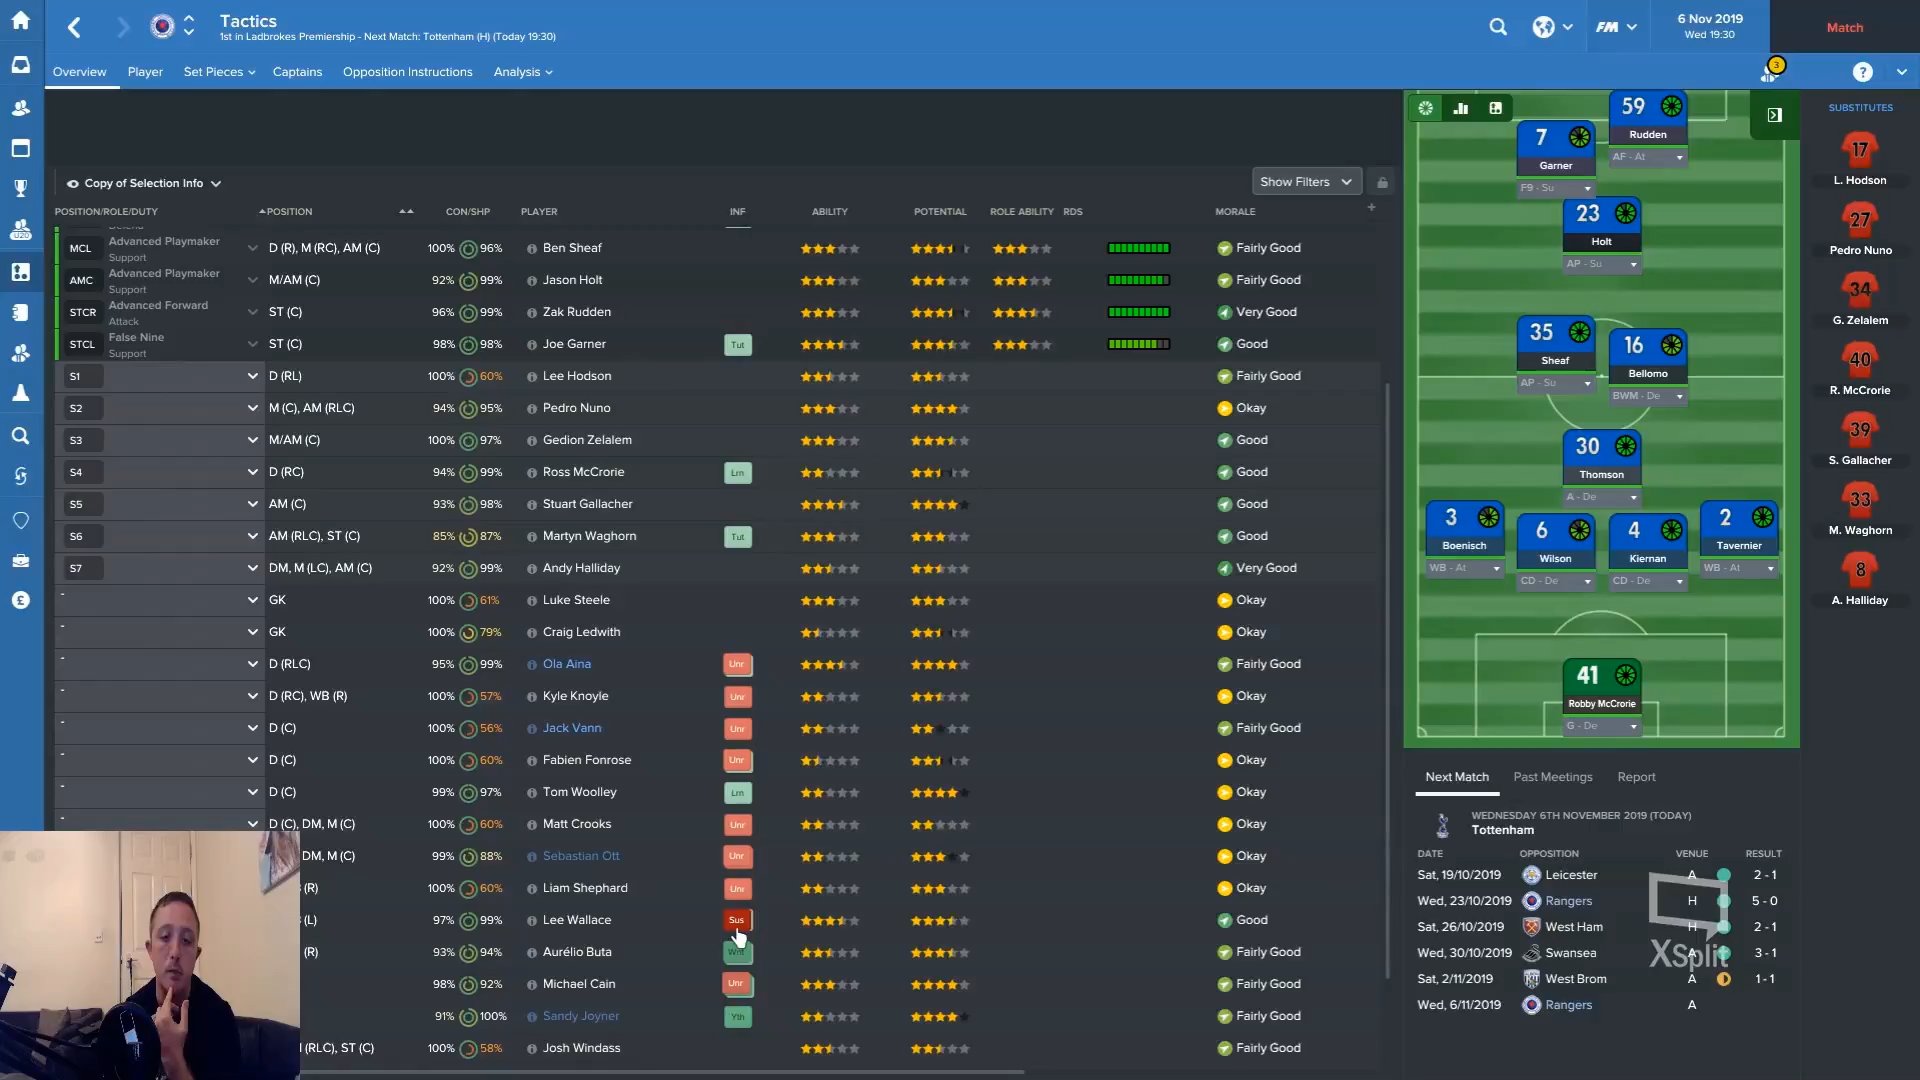 Tactics
1st in Ladbrokes Premiership - Next Match: Tottenham (H) (Today 19:30)
FM
6 Nov 2019
Wed 19:30
Match
Overview Player Set Pieces Captains Opposition Instructions Analysis
3
?
Copy of Selection Info
Show Filters
POSITION/ROLE/DUTY POSITION CON/SHP PLAYER INF ABILITY POTENTIAL ROLE ABILITY RDS MORALE +
MCL Advanced Playmaker Support D (R), M (RC), AM (C) 100% 96% Ben Sheaf Fairly Good
AMC Advanced Playmaker Support M/AM (C) 92% 99% Jason Holt Fairly Good
STCR Advanced Forward Attack ST (C) 96% 99% Zak Rudden Very Good
STCL False Nine Support ST (C) 98% 98% Joe Garner Tut Good
S1 D (RL) 100% 60% Lee Hodson Fairly Good
S2 M (C), AM (RLC) 94% 95% Pedro Nuno Okay
S3 M/AM (C) 100% 97% Gedion Zelalem Good
S4 D (RC) 94% 99% Ross McCrorie Lrn Good
S5 AM (C) 93% 98% Stuart Gallacher Good
S6 AM (RLC), ST (C) 85% 87% Martyn Waghorn Tut Good
S7 DM, M (LC), AM (C) 92% 99% Andy Halliday Very Good
- GK 100% 61% Luke Steele Okay
- GK 100% 79% Craig Ledwith Okay
- D (RLC) 95% 99% Ola Aina Unr Fairly Good
- D (RC), WB (R) 100% 57% Kyle Knoyle Unr Okay
- D (C) 100% 56% Jack Vann Unr Fairly Good
- D (C) 100% 60% Fabien Fonrose Unr Okay
- D (C) 99% 97% Tom Woolley Lrn Okay
- D (C), DM, M (C) 100% 60% Matt Crooks Unr Okay
DM, M (C) 99% 88% Sebastian Ott Unr Okay
(R) 100% 60% Liam Shephard Unr Okay
(L) 97% 99% Lee Wallace Sus Good
(R) 93% 94% Aurélio Buta Wnt Fairly Good
98% 92% Michael Cain Unr Fairly Good
91% 100% Sandy Joyner Yth Fairly Good
(RLC), ST (C) 100% 58% Josh Windass Fairly Good
59
Rudden
AF - At
7
Garner
F9 - Su
23
Holt
AP - Su
35
Sheaf
AP - Su
16
Bellomo
BWM - De
30
Thomson
A - De
3
Boenisch
WB - At
6
Wilson
CD - De
4
Kiernan
CD - De
2
Tavernier
WB - At
41
Robby McCrorie
G - De
SUBSTITUTES
17
L. Hodson
27
Pedro Nuno
34
G. Zelalem
40
R. McCrorie
39
S. Gallacher
33
M. Waghorn
8
A. Halliday
Next Match Past Meetings Report
WEDNESDAY 6TH NOVEMBER 2019 (TODAY)
Tottenham
DATE OPPOSITION VENUE RESULT
Sat, 19/10/2019 Leicester A 2 - 1
Wed, 23/10/2019 Rangers H 5 - 0
Sat, 26/10/2019 West Ham H 2 - 1
Wed, 30/10/2019 Swansea A 3 - 1
Sat, 2/11/2019 West Brom A 1 - 1
Wed, 6/11/2019 Rangers A
XSplit